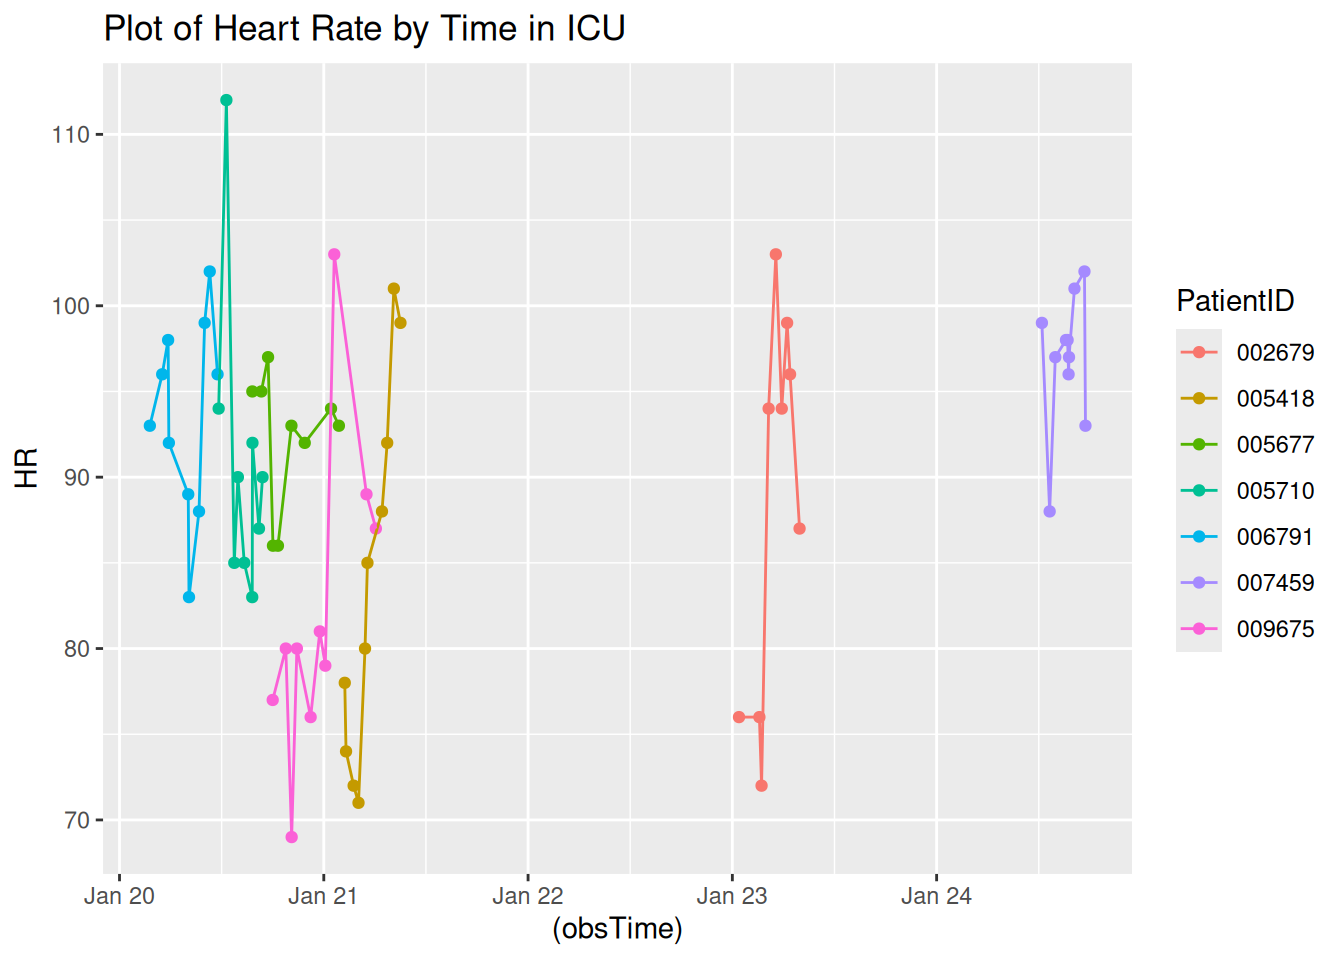 Plot of Heart Rate by Time in ICU
110
100
90
80
70
HR
Jan 20
Jan 21
Jan 22
Jan 23
Jan 24
(obsTime)
PatientID
002679
005418
005677
005710
006791
007459
009675